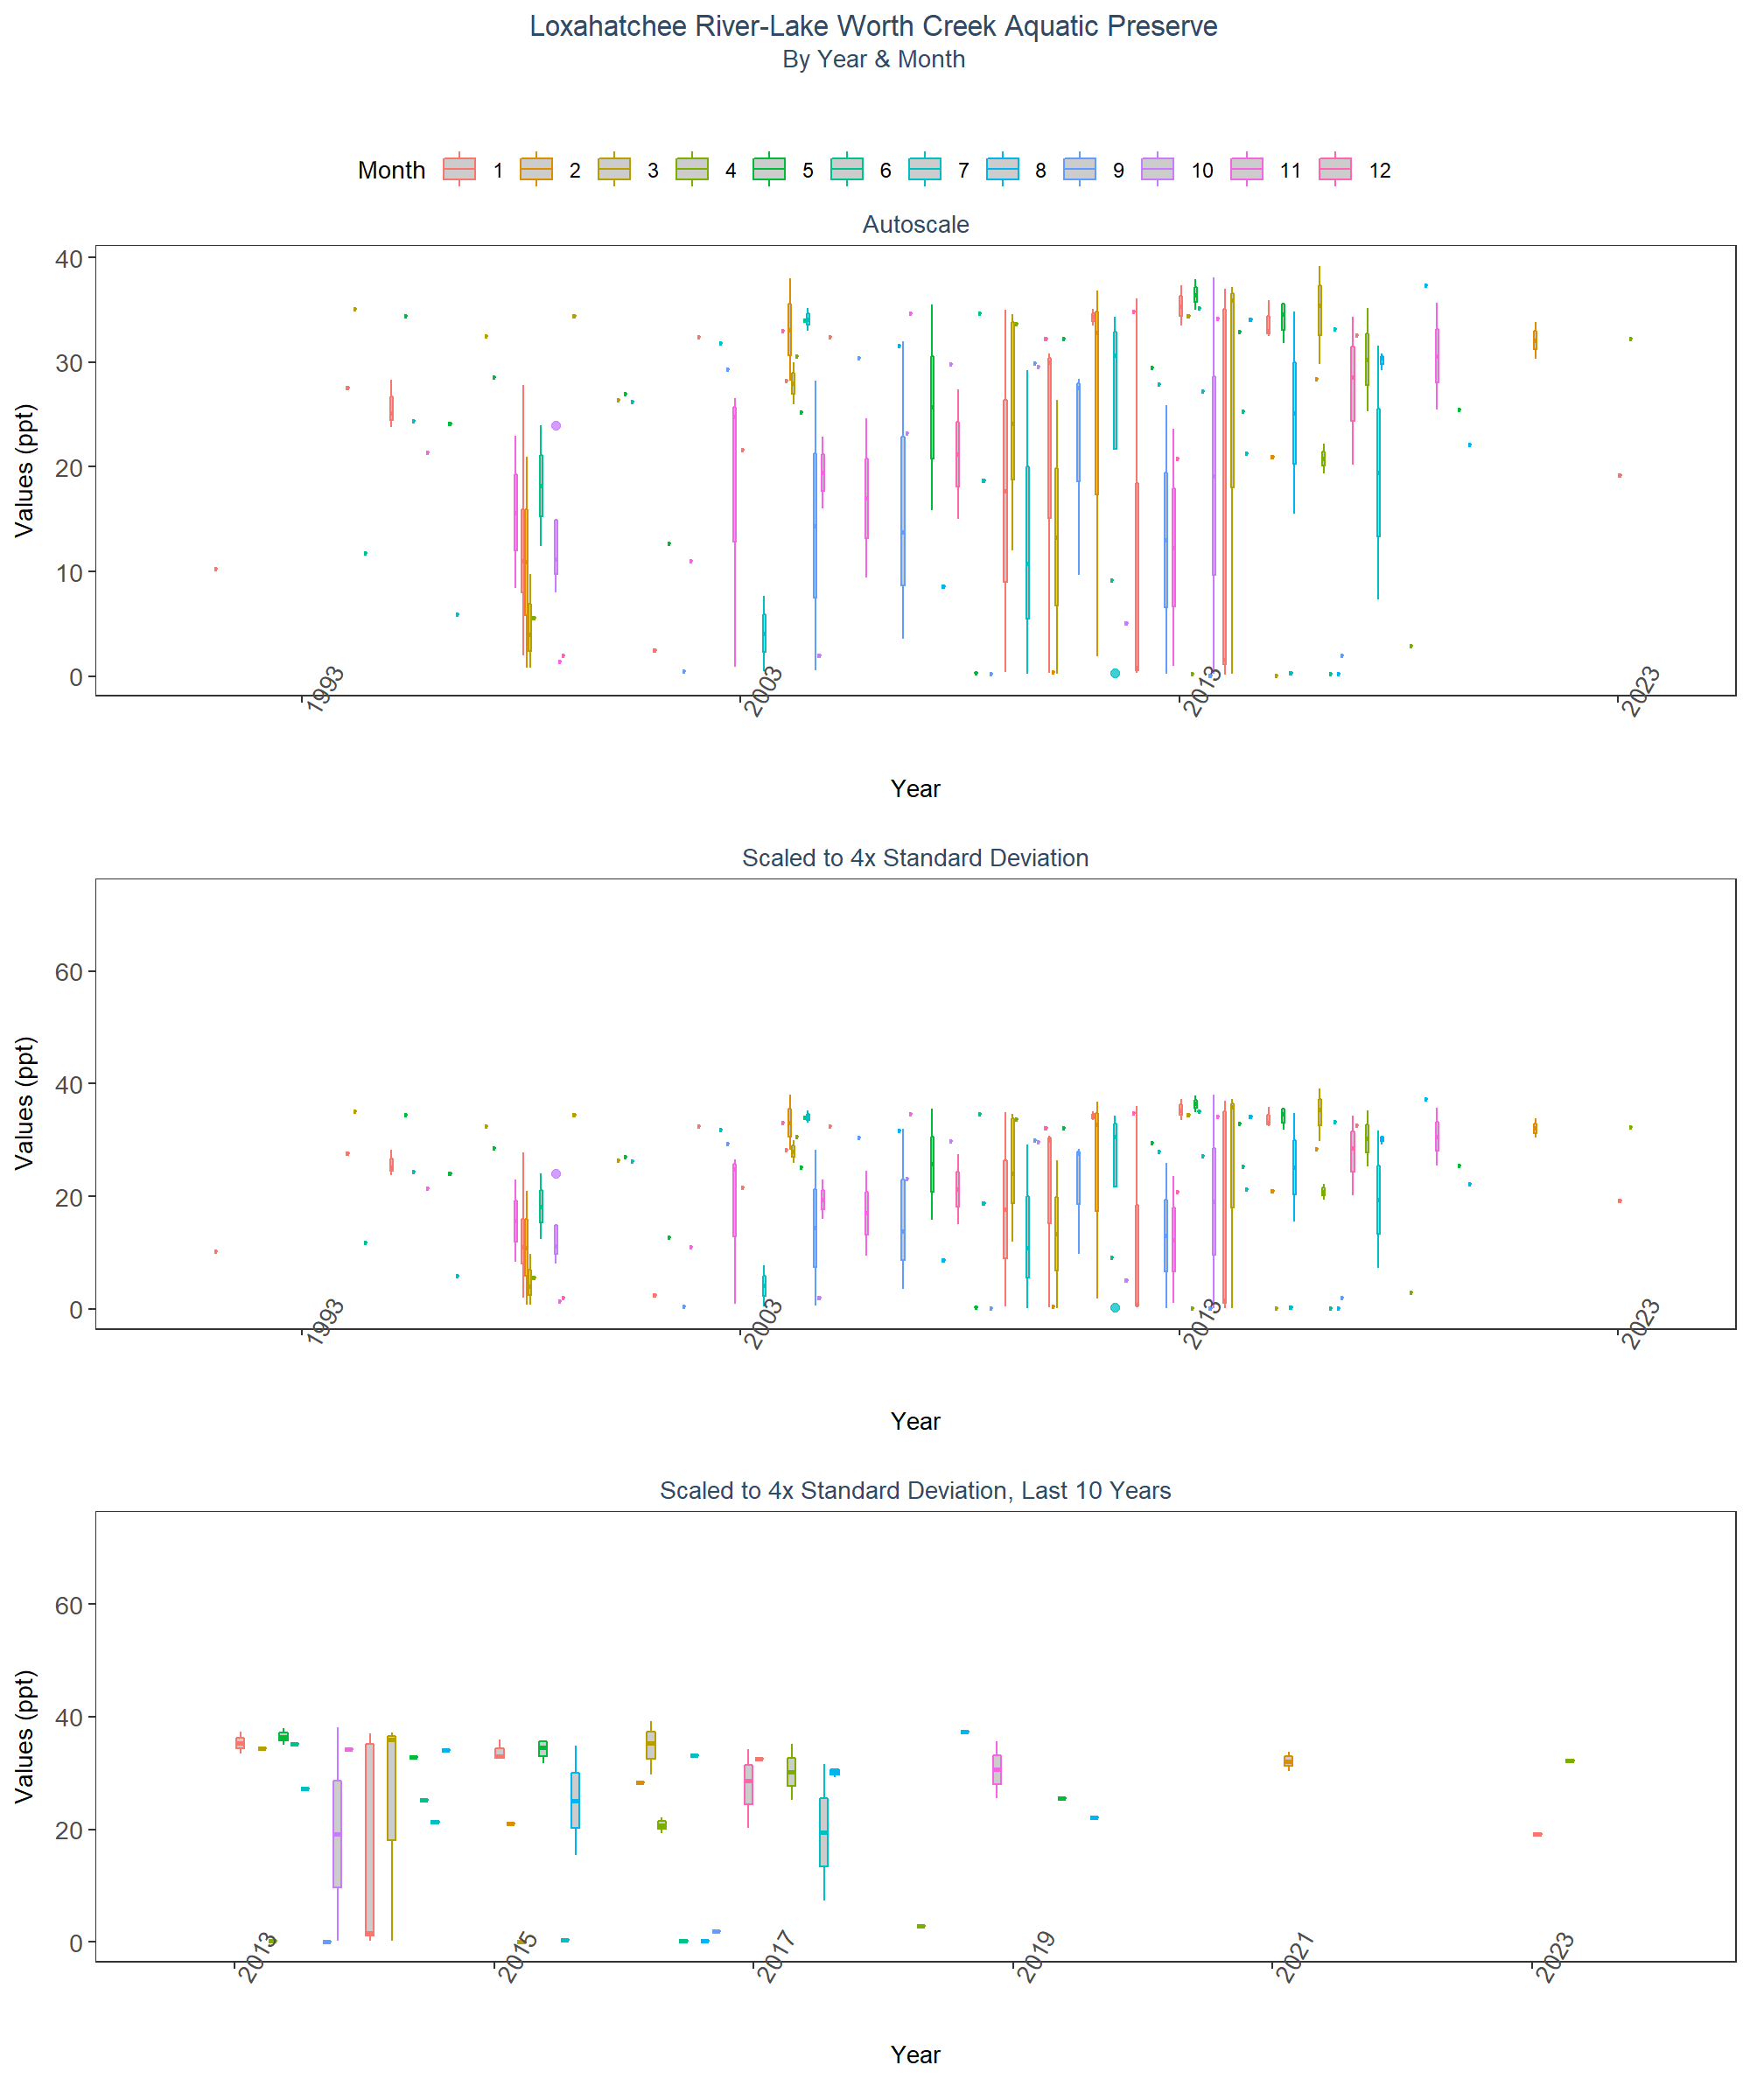 Loxahatchee River-Lake Worth Creek Aquatic Preserve
By Year & Month
Month 1 2 3 4 5 6 7 8 9 10 11 12
Autoscale
Values (ppt)
40
30
20
10
0
1993 2003 2013 2023
Year
Scaled to 4x Standard Deviation
Values (ppt)
60
40
20
0
1993 2003 2013 2023
Year
Scaled to 4x Standard Deviation, Last 10 Years
Values (ppt)
60
40
20
0
2013 2015 2017 2019 2021 2023
Year